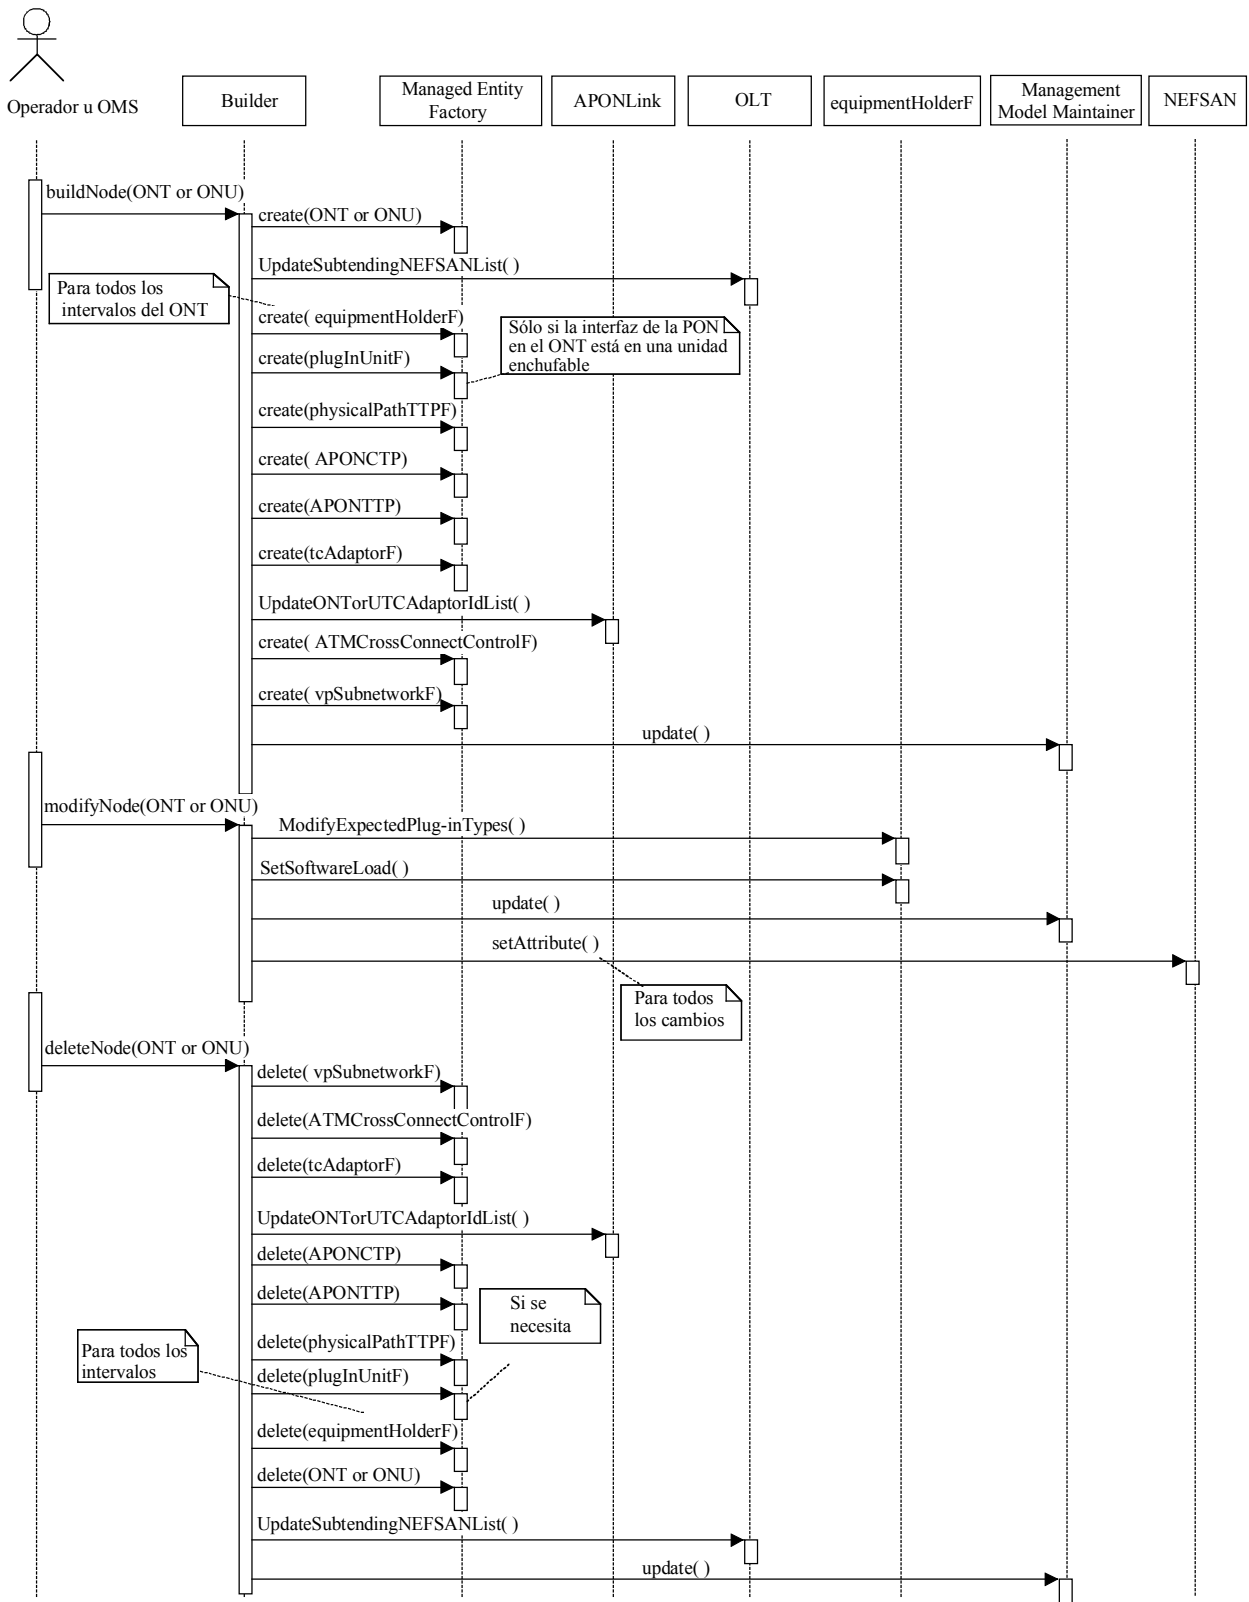 Operador u OMS
Builder
Managed Entity
Factory
APONLink
OLT
equipmentHolderF
Management
Model Maintainer
NEFSAN
buildNode(ONT or ONU)
create(ONT or ONU)
UpdateSubtendingNEFSANList( )
Para todos los
intervalos del ONT
create( equipmentHolderF)
Sólo si la interfaz de la PON
en el ONT está en una unidad
enchufable
create(plugInUnitF)
create(physicalPathTTPF)
create( APONCTP)
create(APONTTP)
create(tcAdaptorF)
UpdateONTorUTCAdaptorIdList( )
create( ATMCrossConnectControlF)
create( vpSubnetworkF)
update( )
modifyNode(ONT or ONU)
ModifyExpectedPlug-inTypes( )
SetSoftwareLoad( )
update( )
setAttribute( )
Para todos
los cambios
deleteNode(ONT or ONU)
delete( vpSubnetworkF)
delete(ATMCrossConnectControlF)
delete(tcAdaptorF)
UpdateONTorUTCAdaptorIdList( )
delete(APONCTP)
delete(APONTTP)
Si se
necesita
delete(physicalPathTTPF)
Para todos los
intervalos
delete(plugInUnitF)
delete(equipmentHolderF)
delete(ONT or ONU)
UpdateSubtendingNEFSANList( )
update( )